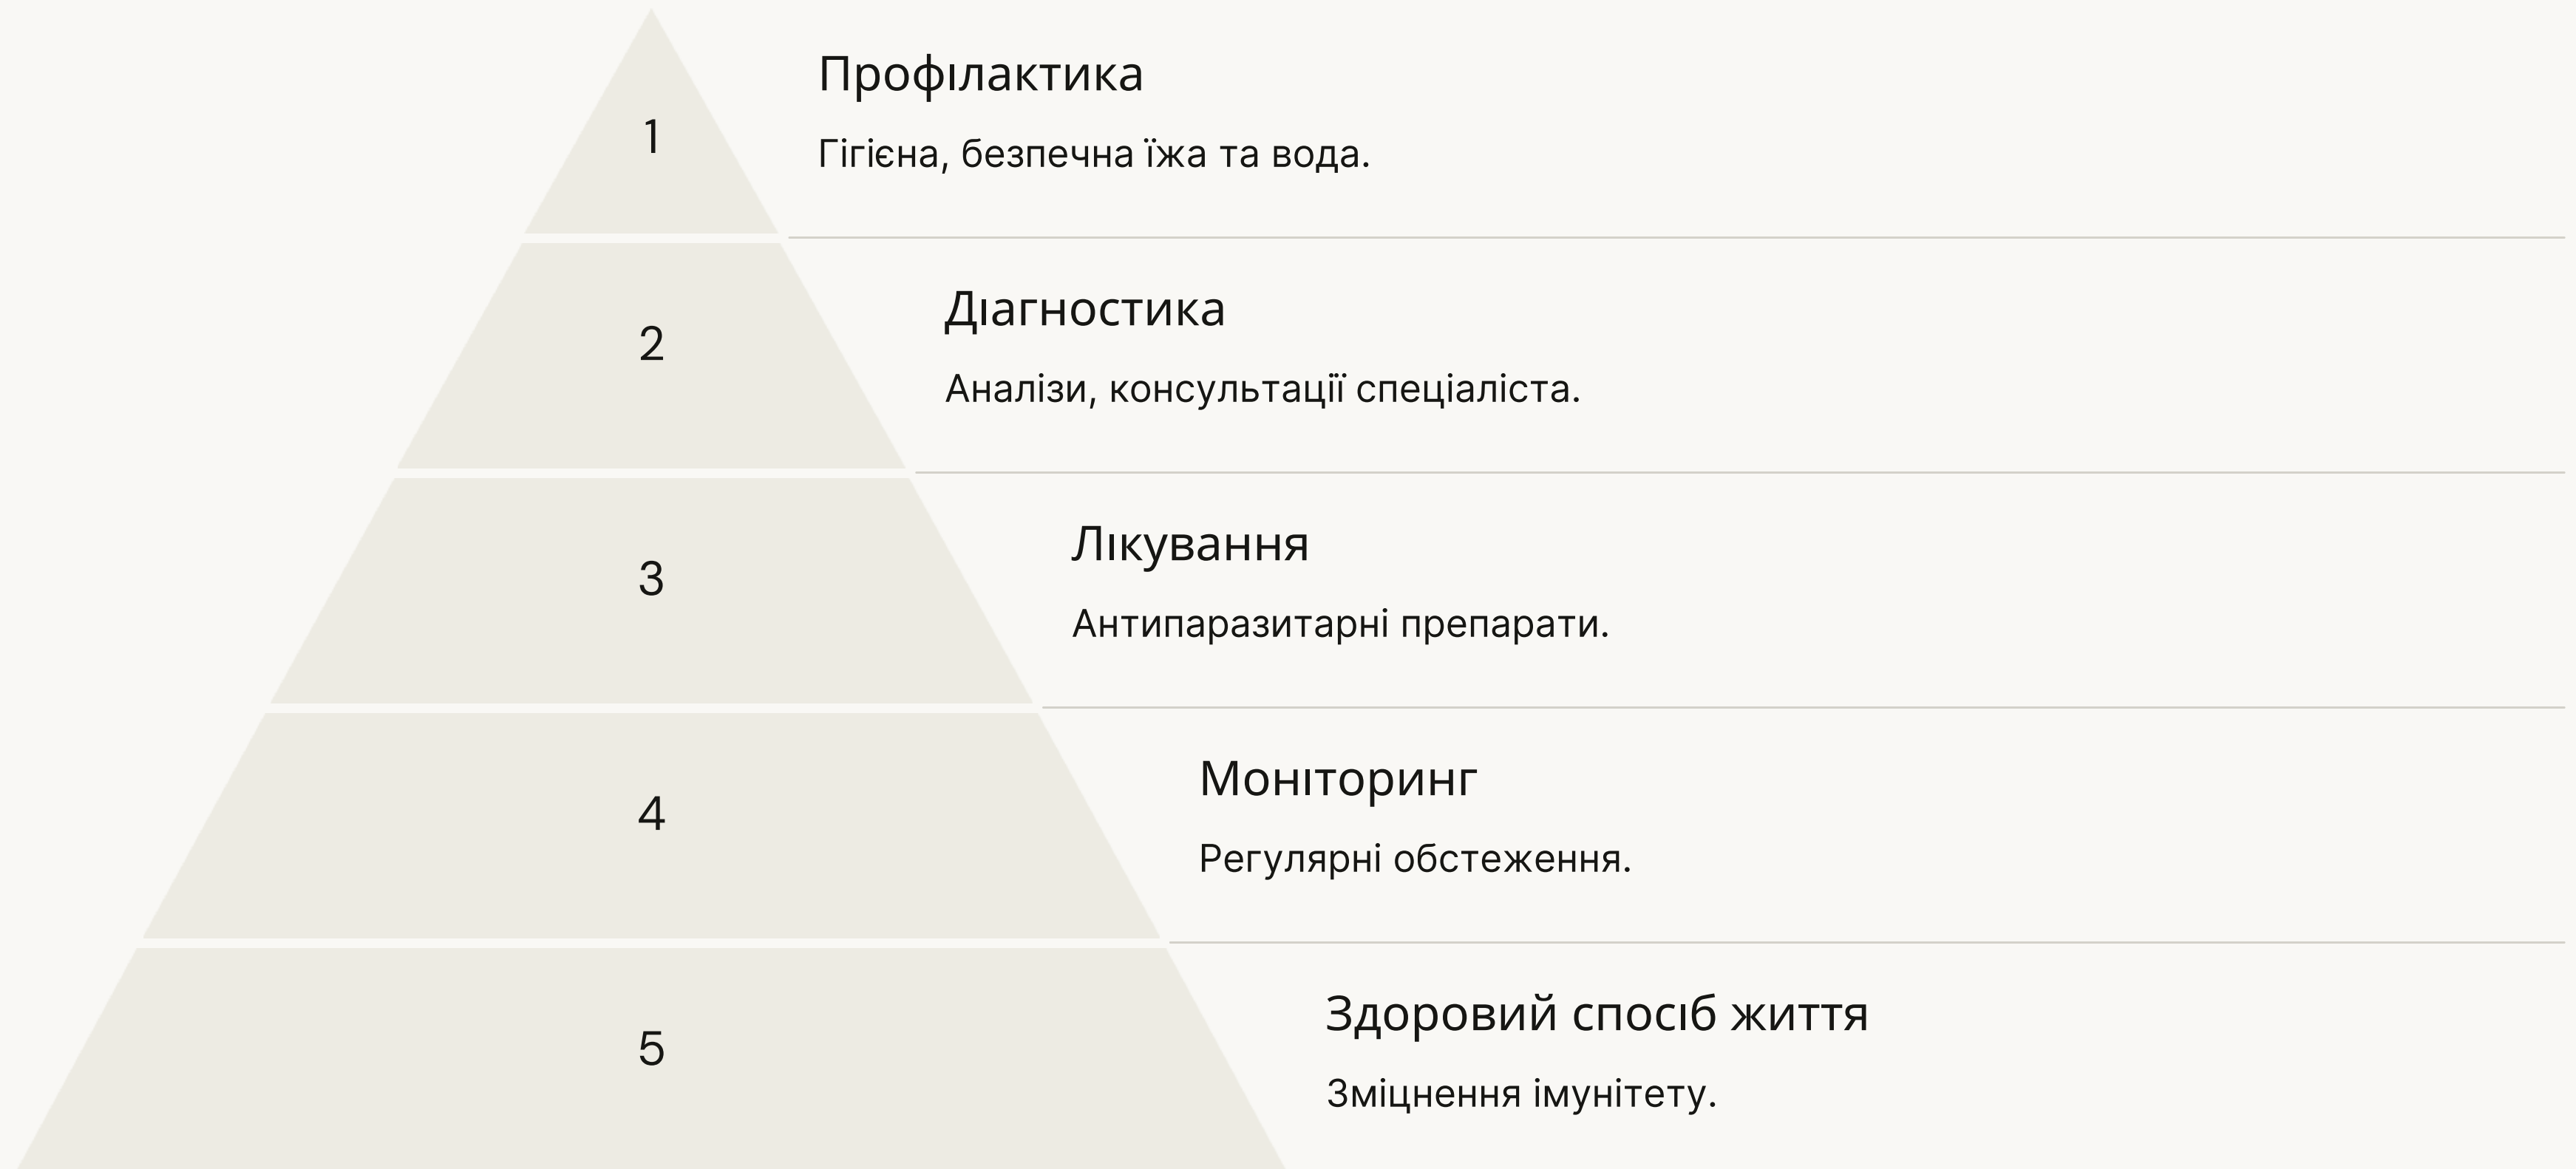 1
Профілактика
Гігієна, безпечна їжа та вода.
2
Діагностика
Аналізи, консультації спеціаліста.
3
Лікування
Антипаразитарні препарати.
4
Моніторинг
Регулярні обстеження.
5
Здоровий спосіб життя
Зміцнення імунітету.